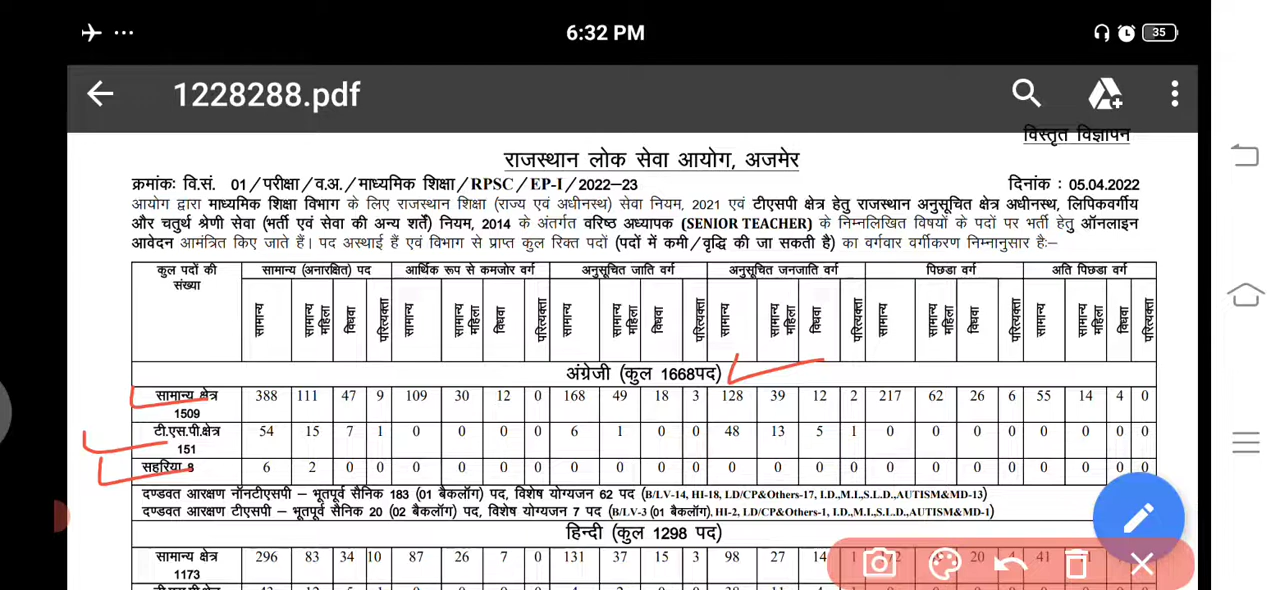 6:32 PM
35
1228288.pdf
विस्तृत विज्ञापन
राजस्थान लोक सेवा आयोग, अजमेर
क्रमांकः वि.सं. 01/परीक्षा/व.अ./माध्यमिक शिक्षा/RPSC/EP-I/2022-23 दिनांक : 05.04.2022
आयोग द्वारा माध्यमिक शिक्षा विभाग के लिए राजस्थान शिक्षा (राज्य एवं अधीनस्थ) सेवा नियम, 2021 एवं टीएसपी क्षेत्र हेतु राजस्थान अनुसूचित क्षेत्र अधीनस्थ, लिपिकवर्गीय
और चतुर्थ श्रेणी सेवा (भर्ती एवं सेवा की अन्य शर्तें) नियम, 2014 के अंतर्गत वरिष्ठ अध्यापक (SENIOR TEACHER) के निम्नलिखित विषयों के पदों पर भर्ती हेतु ऑनलाइन
आवेदन आमंत्रित किए जाते हैं। पद अस्थाई हैं एवं विभाग से प्राप्त कुल रिक्त पदों (पदों में कमी/वृद्धि की जा सकती है) का वर्गवार वर्गीकरण निम्नानुसार है:–
कुल पदों की सामान्य (अनारक्षित) पद आर्थिक रूप से कमजोर वर्ग अनुसूचित जाति वर्ग अनुसूचित जनजाति वर्ग पिछडा वर्ग अति पिछडा वर्ग
संख्या
सामान्य सामान्य महिला विधवा परित्यक्ता सामान्य सामान्य महिला विधवा परित्यक्ता सामान्य सामान्य महिला विधवा परित्यक्ता सामान्य सामान्य महिला विधवा परित्यक्ता सामान्य सामान्य महिला विधवा परित्यक्ता सामान्य सामान्य महिला विधवा परित्यक्ता
अंग्रेजी (कुल 1668पद)
सामान्य क्षेत्र 388 111 47 9 109 30 12 0 168 49 18 3 128 39 12 2 217 62 26 6 55 14 4 0
1509
टी.एस.पी.क्षेत्र 54 15 7 1 0 0 0 0 6 1 0 0 48 13 5 1 0 0 0 0 0 0 0 0
151
सहरिया 8 6 2 0 0 0 0 0 0 0 0 0 0 0 0 0 0 0 0 0 0 0 0 0 0
दण्डवत आरक्षण नॉनटीएसपी – भूतपूर्व सैनिक 183 (01 बैकलॉग) पद, विशेष योग्यजन 62 पद (B/LV-14, HI-18, LD/CP&Others-17, I.D.,M.I.,S.L.D.,AUTISM&MD-13)
दण्डवत आरक्षण टीएसपी – भूतपूर्व सैनिक 20 (02 बैकलॉग) पद, विशेष योग्यजन 7 पद (B/LV-3 (01 बैकलॉग), HI-2, LD/CP&Others-1, I.D.,M.I.,S.L.D.,AUTISM&MD-1)
हिन्दी (कुल 1298 पद)
सामान्य क्षेत्र 296 83 34 10 87 26 7 0 131 37 15 3 98 27 14 20 41
1173